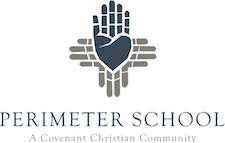 PERIMETER SCHOOL
A Covenant Christian Community